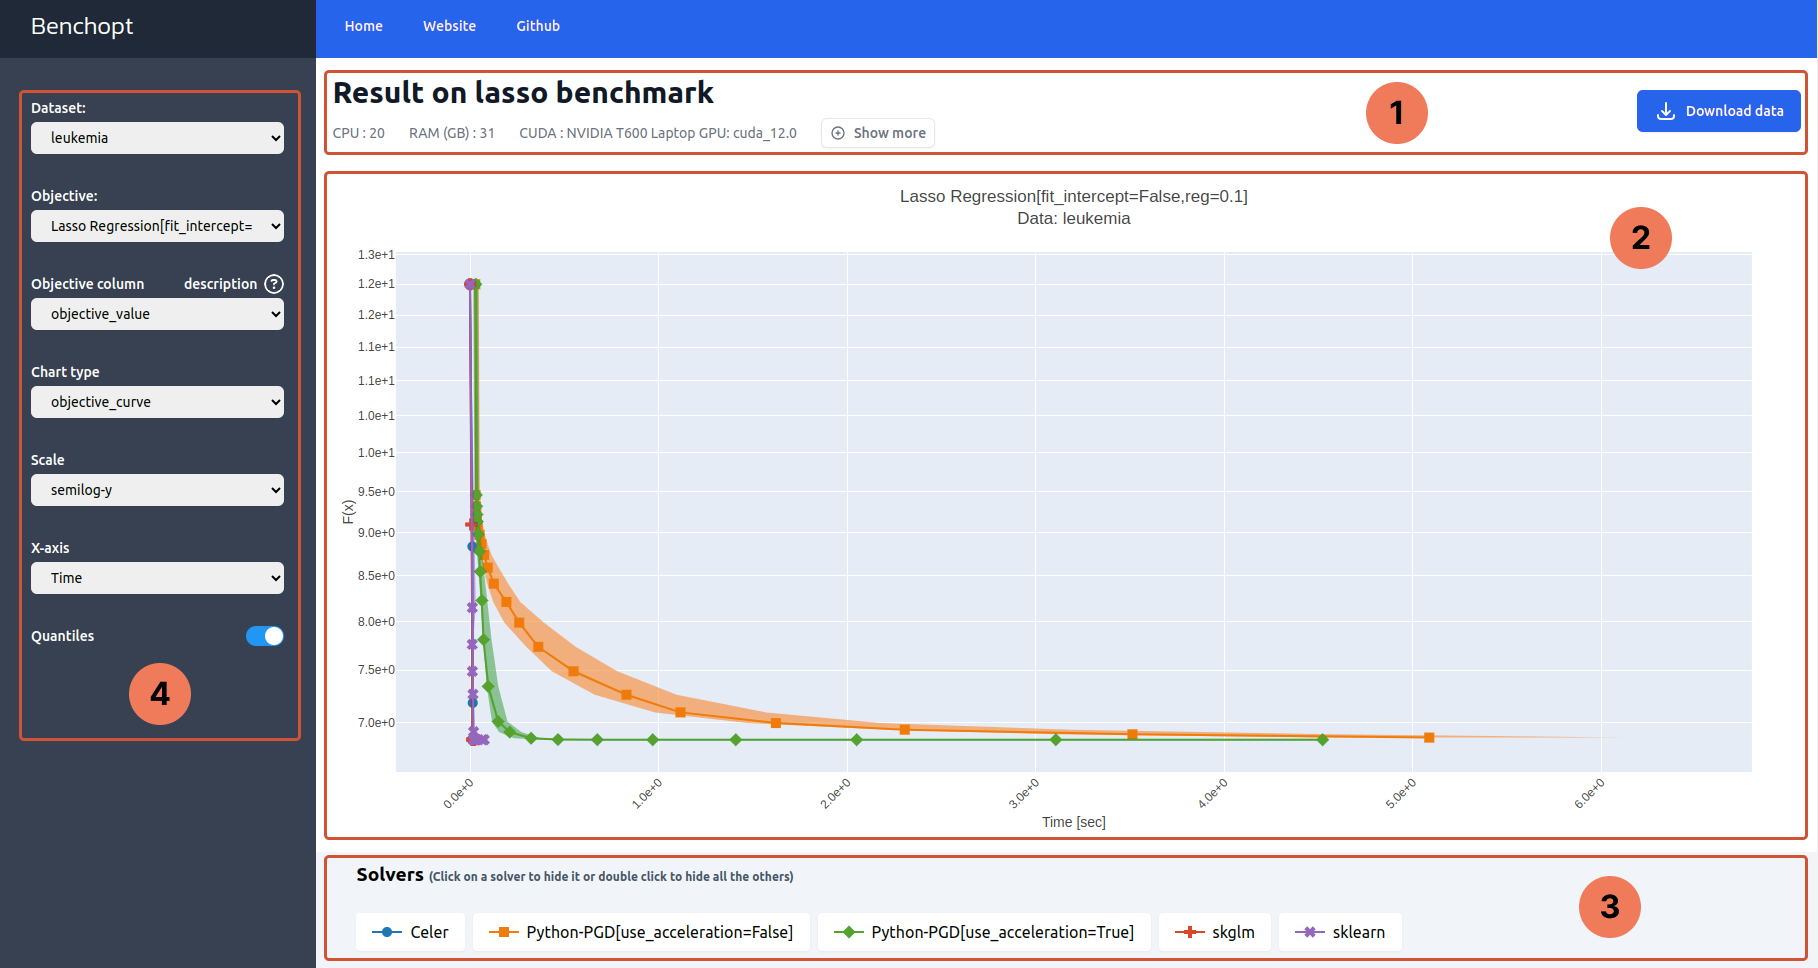 Benchopt
Home Website Github
Dataset:
leukemia
Objective:
Lasso Regression[fit_intercept=
Objective column description ?
objective_value
Chart type
objective_curve
Scale
semilog-y
X-axis
Time
Quantiles
4
Result on lasso benchmark
CPU : 20 RAM (GB) : 31 CUDA : NVIDIA T600 Laptop GPU: cuda_12.0 Show more
1
Download data
Lasso Regression[fit_intercept=False,reg=0.1]
Data: leukemia
2
1.3e+1
1.2e+1
1.2e+1
1.1e+1
1.1e+1
1.0e+1
1.0e+1
9.5e+0
9.0e+0
8.5e+0
8.0e+0
7.5e+0
7.0e+0
F(x)
0.0e+0 1.0e+0 2.0e+0 3.0e+0 4.0e+0 5.0e+0 6.0e+0
Time [sec]
Solvers (Click on a solver to hide it or double click to hide all the others)
3
Celer Python-PGD[use_acceleration=False] Python-PGD[use_acceleration=True] skglm sklearn